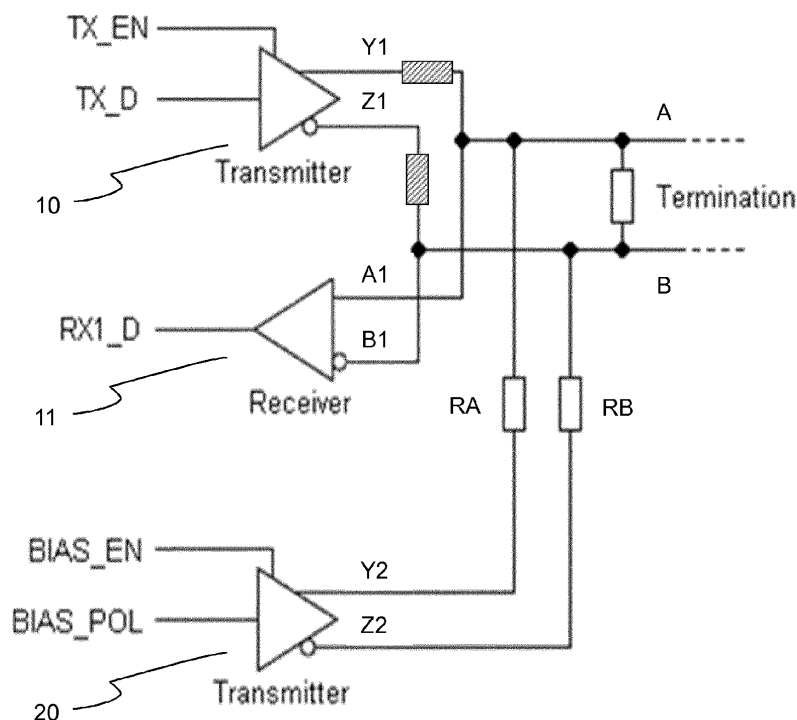 TX_EN
Y1
TX_D
Z1
A
Transmitter
10
Termination
A1
B
RX1_D
B1
Receiver
RA
RB
11
BIAS_EN
Y2
BIAS_POL
Z2
Transmitter
20